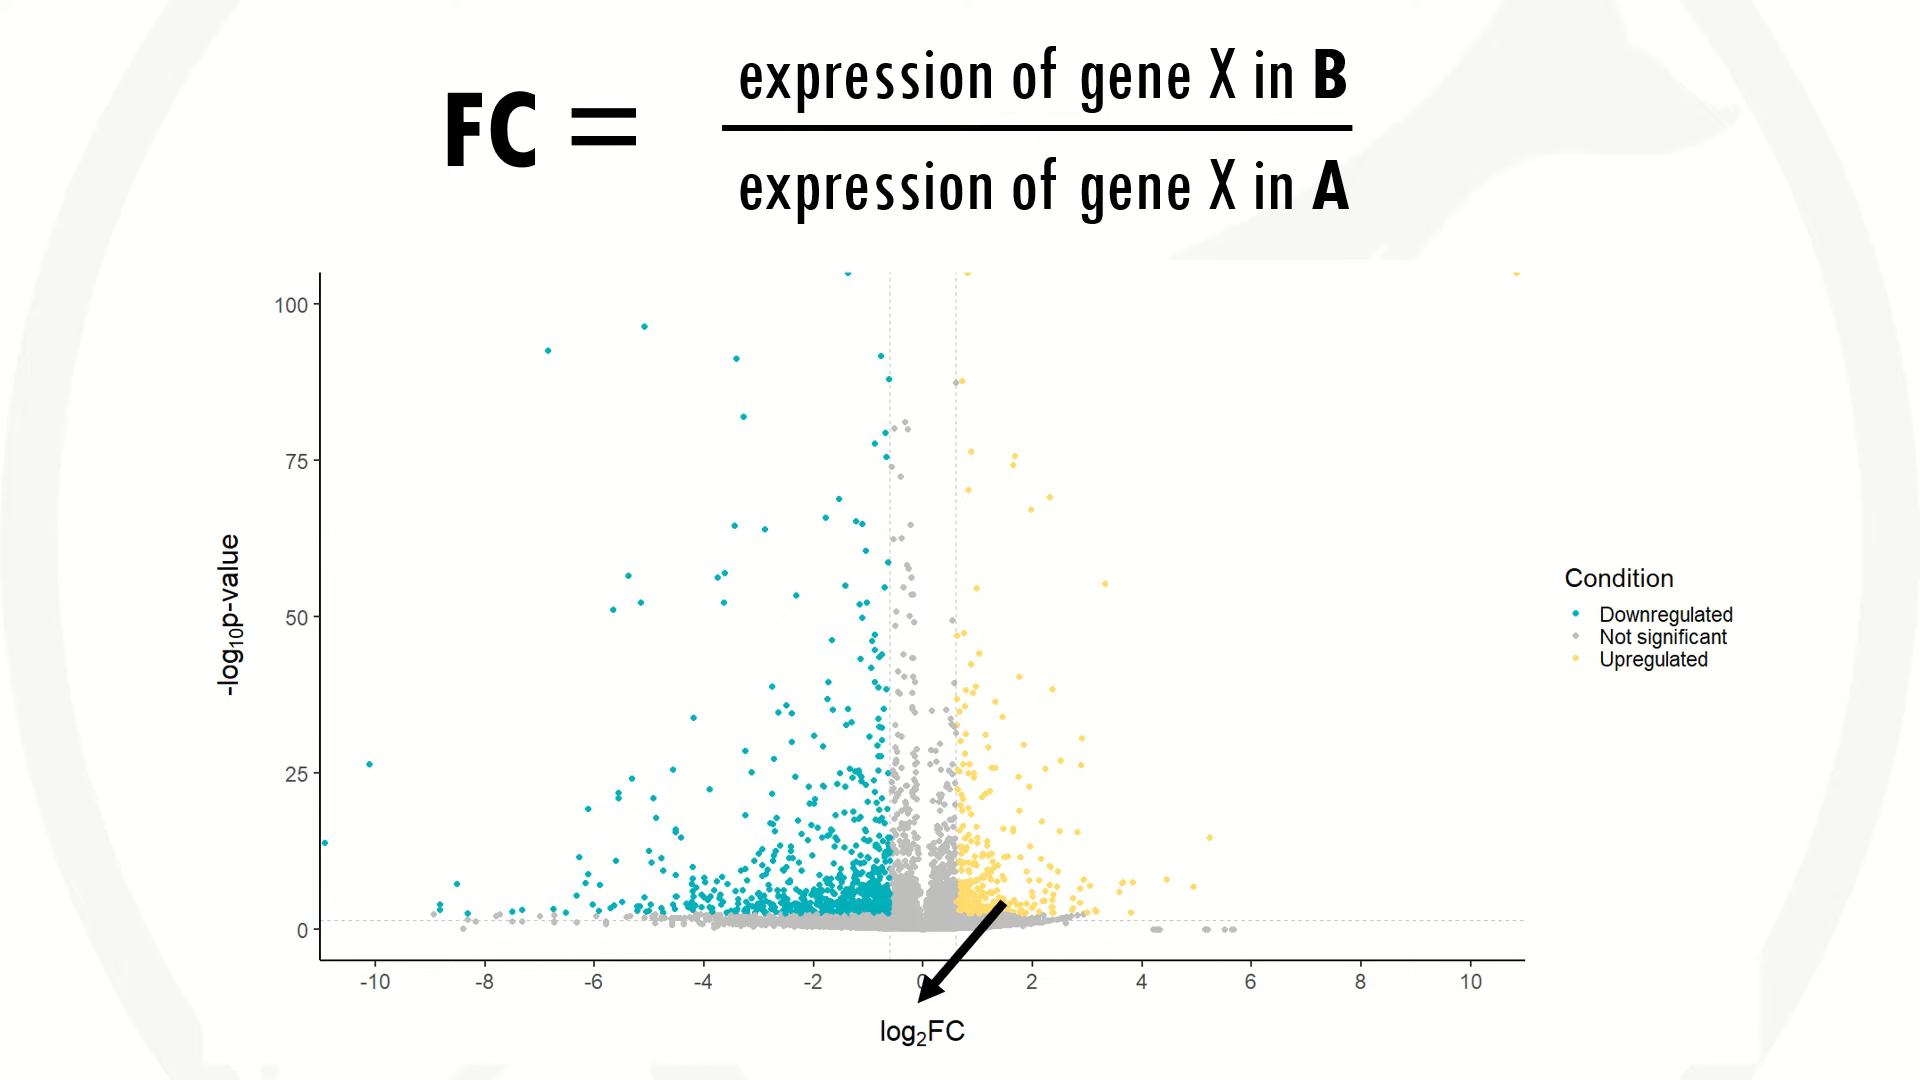 FC =
expression of gene X in B
expression of gene X in A
100
75
50
25
0
-log10p-value
-10
-8
-6
-4
-2
0
2
4
6
8
10
log2FC
Condition
Downregulated
Not significant
Upregulated